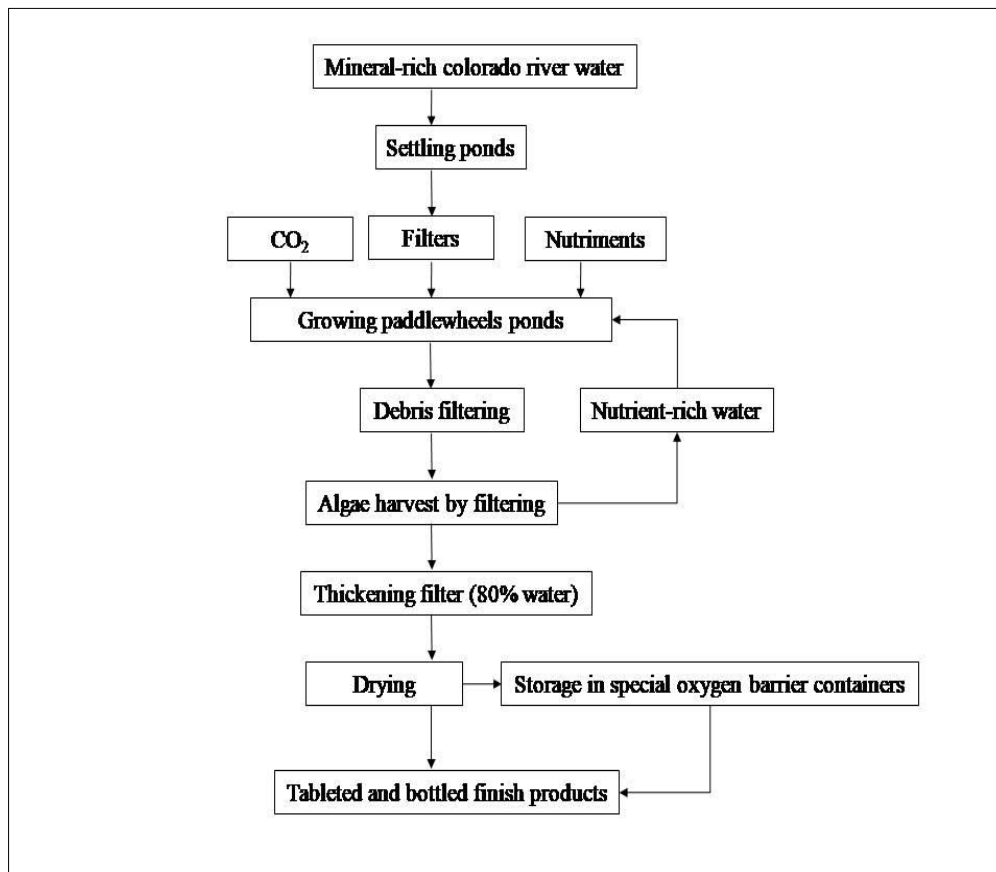 Mineral-rich colorado river water
Settling ponds
CO₂
Filters
Nutriments
Growing paddlewheels ponds
Debris filtering
Nutrient-rich water
Algae harvest by filtering
Thickening filter (80% water)
Drying
Storage in special oxygen barrier containers
Tableted and bottled finish products